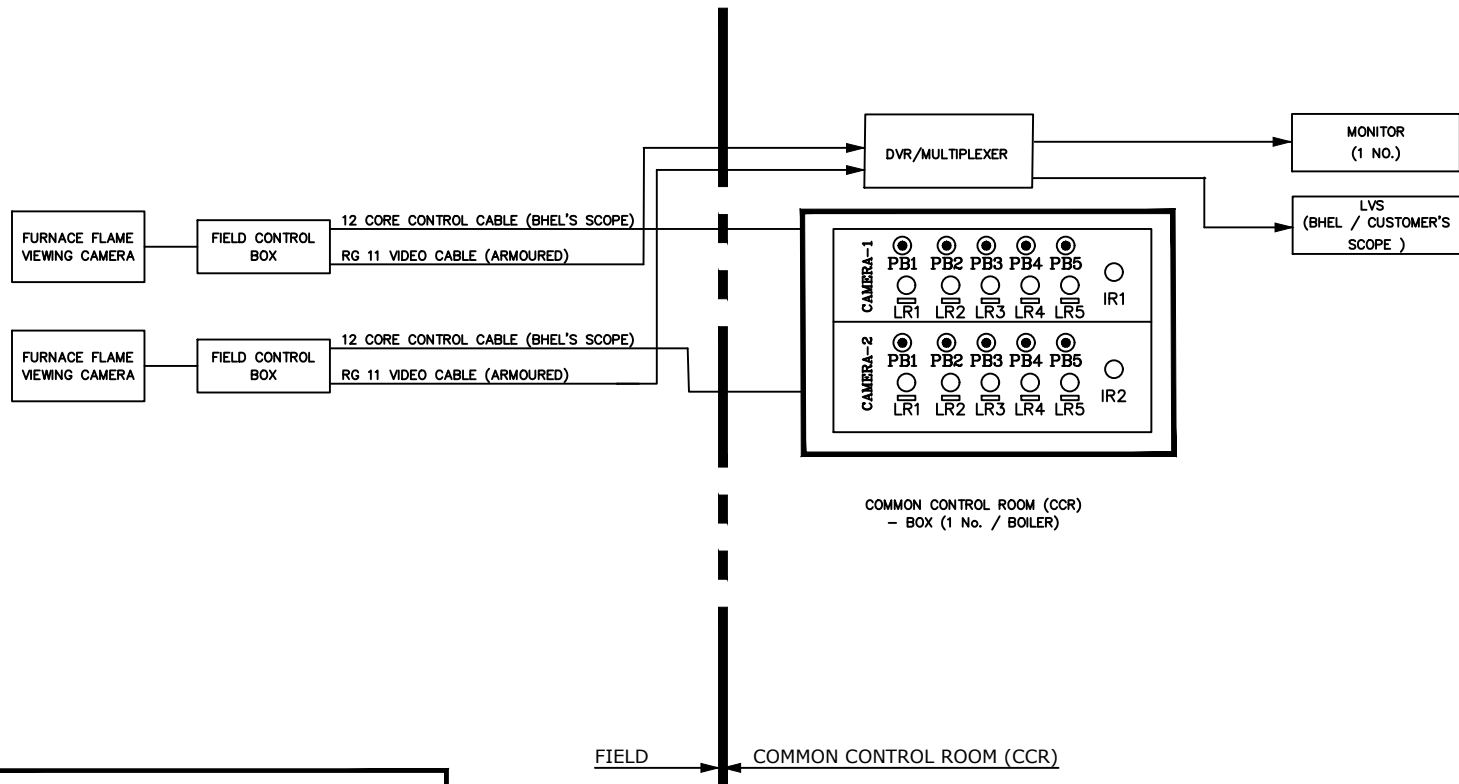 FURNACE FLAME
VIEWING CAMERA
FIELD CONTROL
BOX
12 CORE CONTROL CABLE (BHEL'S SCOPE)
RG 11 VIDEO CABLE (ARMOURED)
FURNACE FLAME
VIEWING CAMERA
FIELD CONTROL
BOX
12 CORE CONTROL CABLE (BHEL'S SCOPE)
RG 11 VIDEO CABLE (ARMOURED)
DVR/MULTIPLEXER
MONITOR
(1 NO.)
LVS
(BHEL / CUSTOMER'S
SCOPE )
CAMERA-1
PB1 PB2 PB3 PB4 PB5
LR1 LR2 LR3 LR4 LR5
IR1
CAMERA-2
PB1 PB2 PB3 PB4 PB5
LR1 LR2 LR3 LR4 LR5
IR2
COMMON CONTROL ROOM (CCR)
- BOX (1 No. / BOILER)
FIELD
COMMON CONTROL ROOM (CCR)